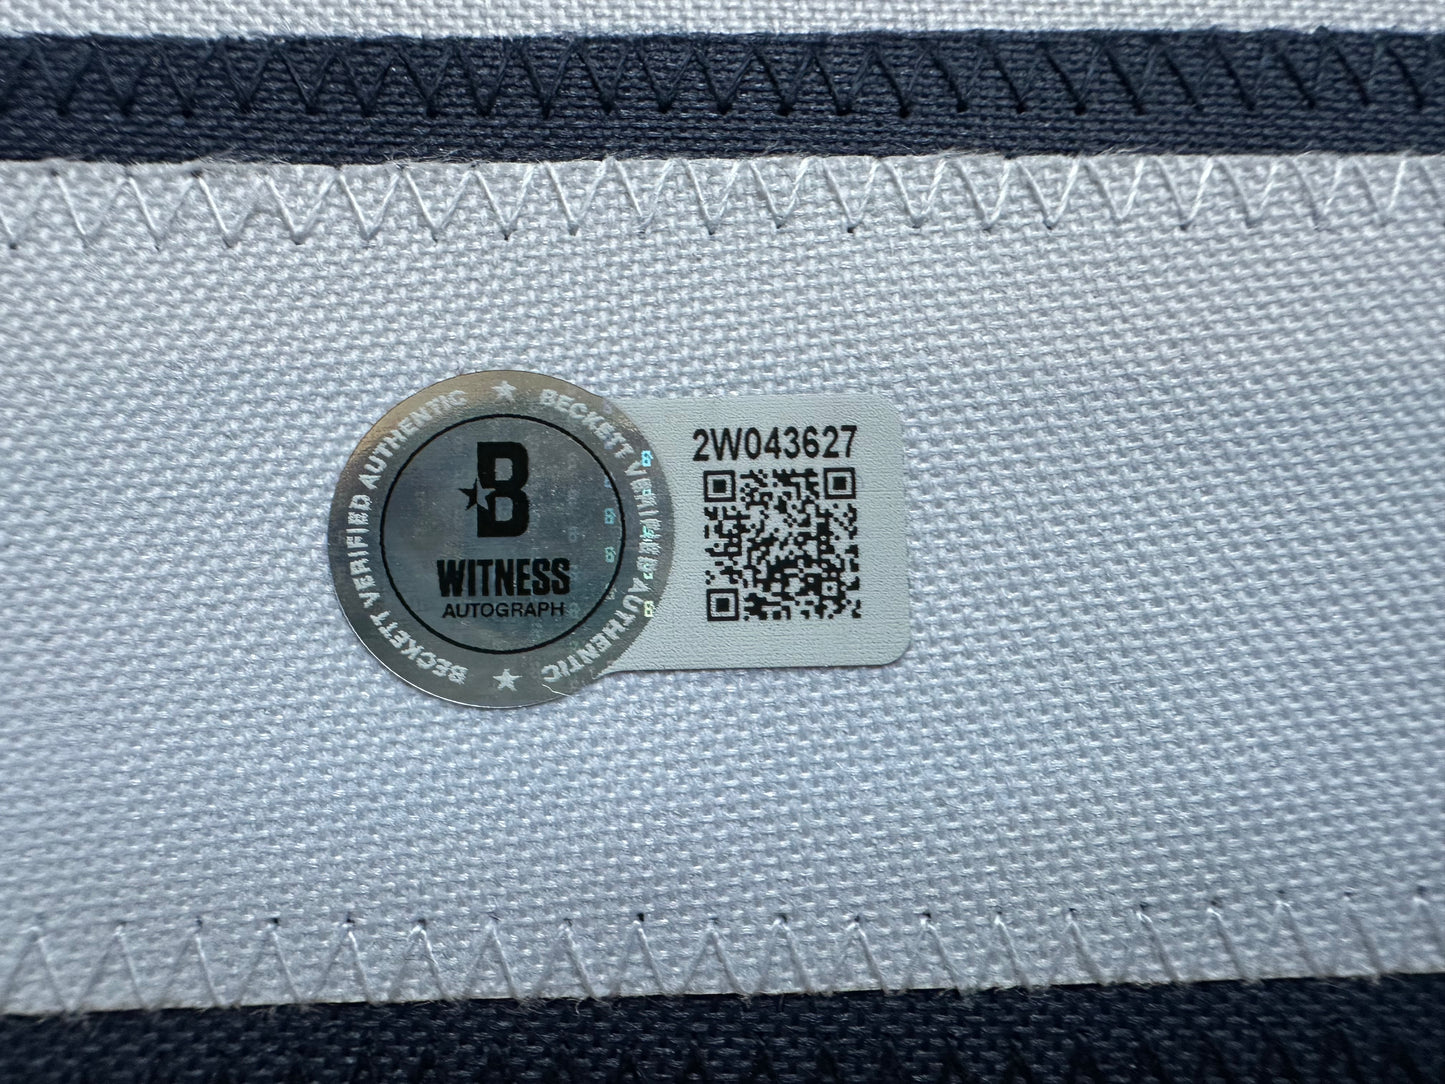 BECKETT VERIFIED AUTHENTIC ★ BECKETT VERIFIED AUTHENTIC ★
B
WITNESS
AUTOGRAPH
2W043627